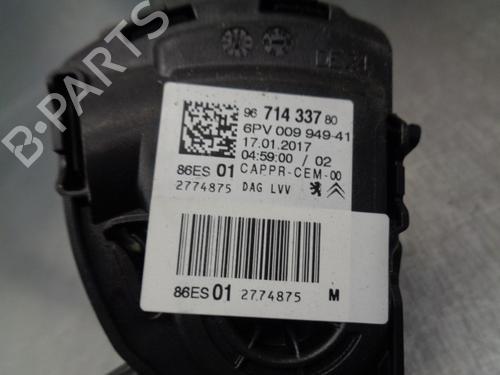 96 714 337 80
6PV 009 949-41
17.01.2017
04:59:00 / 02
86ES 01 CAPPR-CEM-00
2774875 DAG LVV
86ES 01 2774875 M
B-PARTS